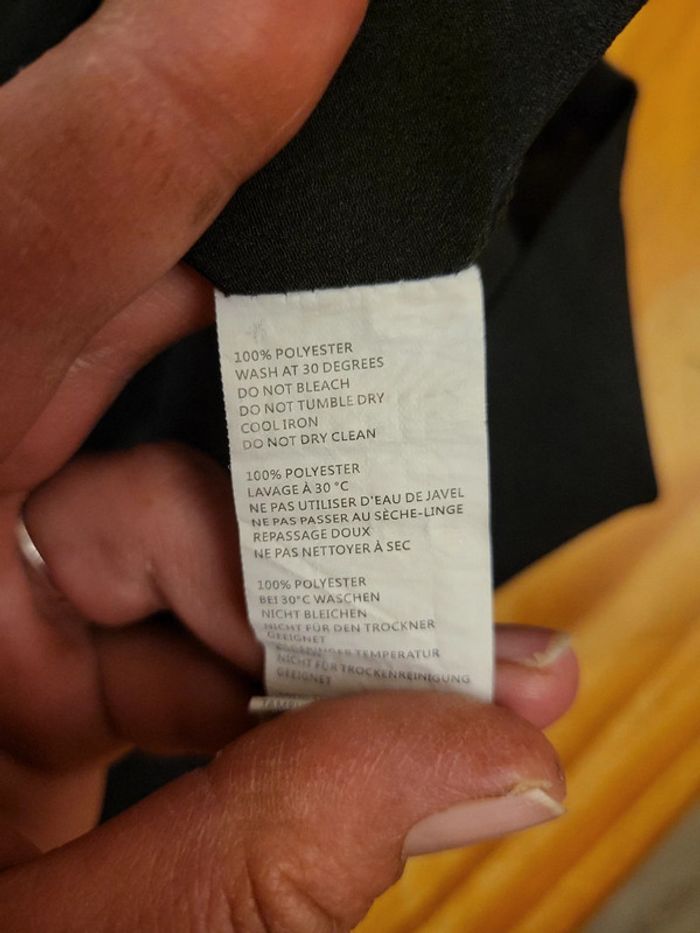 100% POLYESTER
WASH AT 30 DEGREES
DO NOT BLEACH
DO NOT TUMBLE DRY
COOL IRON
DO NOT DRY CLEAN
100% POLYESTER
LAVAGE À 30 °C
NE PAS UTILISER D'EAU DE JAVEL
NE PAS PASSER AU SÈCHE-LINGE
REPASSAGE DOUX
NE PAS NETTOYER À SEC
100% POLYESTER
BEI 30°C WASCHEN
NICHT BLEICHEN
NICHT FÜR DEN TROCKNER
GEEIGNET
TEMPERATUR
NICHT FÜR TROCKENREINIGUNG
GEEIGNET